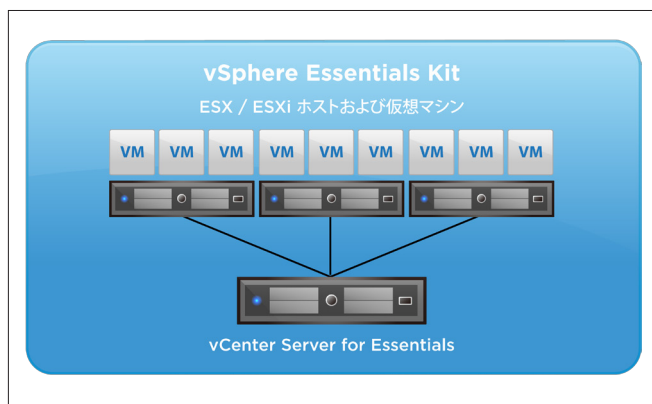 vSphere Essentials Kit
ESX / ESXi ホストおよび仮想マシン
VM VM VM VM VM VM VM VM VM
vCenter Server for Essentials